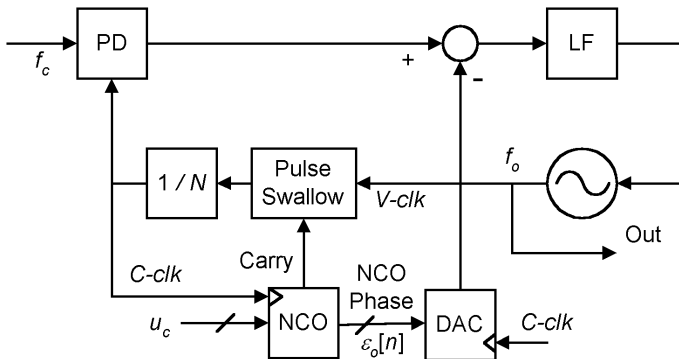 PD
f_c
+
-
LF
1 / N
Pulse
Swallow
V-clk
f_o
Out
C-clk
Carry
NCO
Phase
u_c
NCO
ε_o[n]
DAC
C-clk